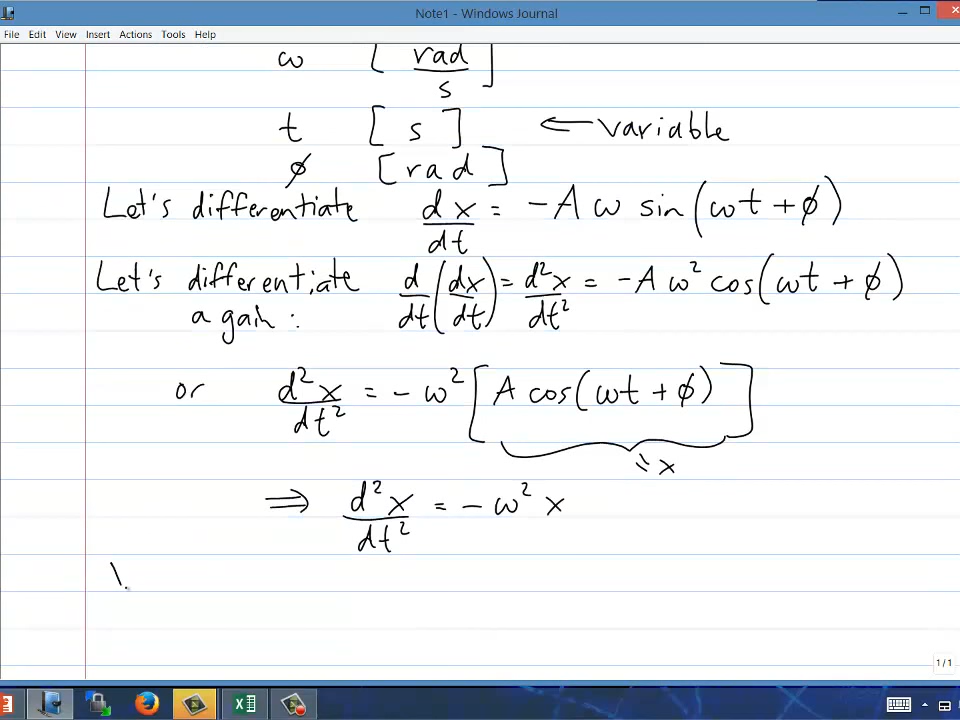 Note1 - Windows Journal
File Edit View Insert Actions Tools Help
ω [rad/s]
t [s] ← variable
φ [rad]
Let's differentiate dx/dt = -Aω sin(ωt + φ)
Let's differentiate d/dt(dx/dt) = d²x/dt² = -Aω² cos(ωt + φ)
again:
or d²x/dt² = -ω² [A cos(ωt + φ)]
= x
⟹ d²x/dt² = -ω² x
1/1